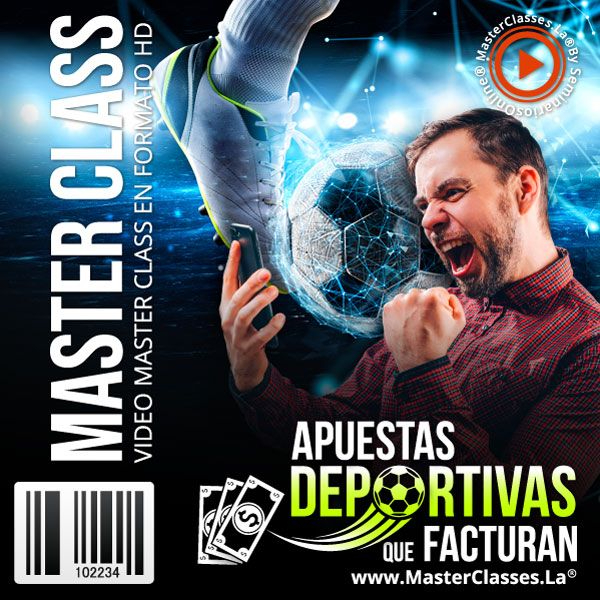 MASTER CLASS
VIDEO MASTER CLASS EN FORMATO HD
MasterClasses.La®By SeminariosOnline®
APUESTAS
DEPORTIVAS
QUE FACTURAN
www.MasterClasses.La®
102234
$
$
$
$
$